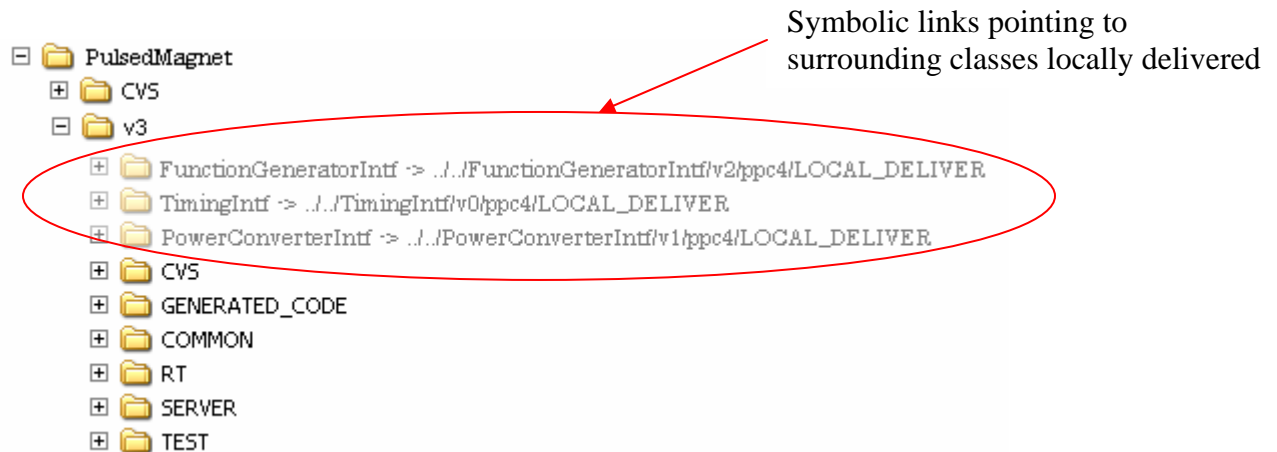 Symbolic links pointing to
surrounding classes locally delivered
PulsedMagnet
CVS
v3
FunctionGeneratorIntf -> ../../FunctionGeneratorIntf/v2/ppc4/LOCAL_DELIVER
TimingIntf -> ../../TimingIntf/v0/ppc4/LOCAL_DELIVER
PowerConverterIntf -> ../../PowerConverterIntf/v1/ppc4/LOCAL_DELIVER
CVS
GENERATED_CODE
COMMON
RT
SERVER
TEST